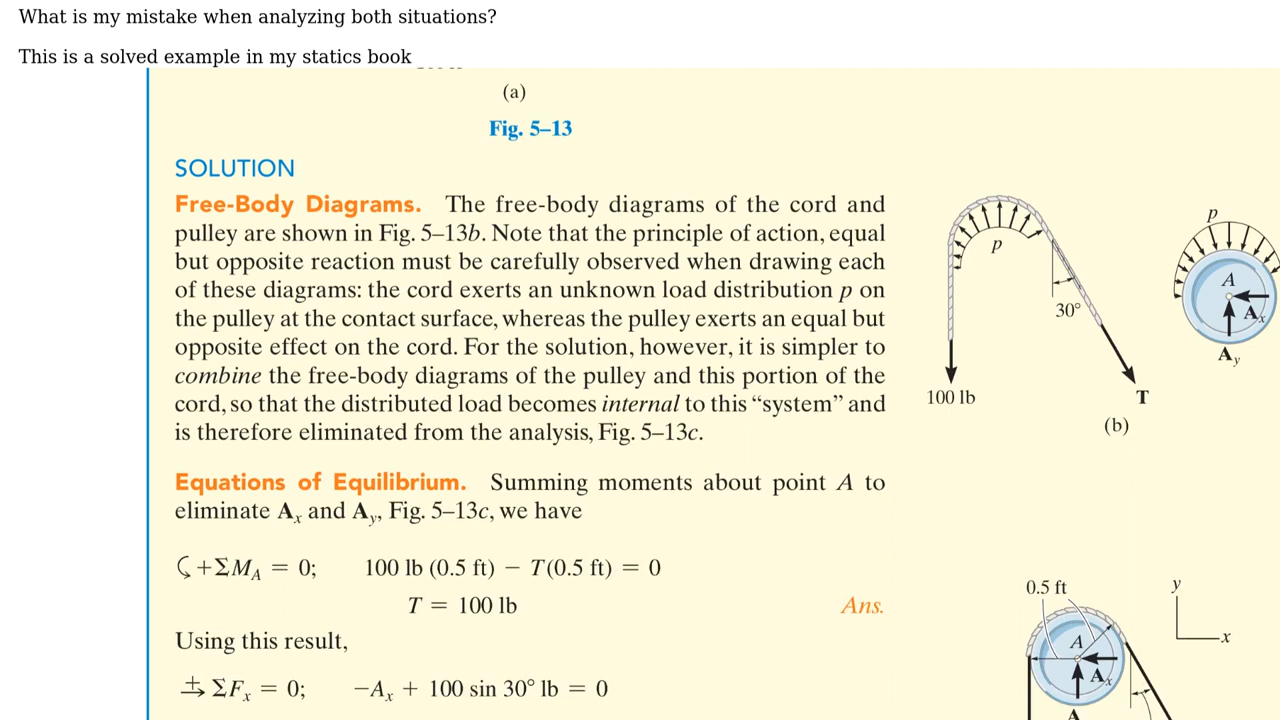 What is my mistake when analyzing both situations?
This is a solved example in my statics book
(a)
Fig. 5–13
SOLUTION
Free-Body Diagrams. The free-body diagrams of the cord and
pulley are shown in Fig. 5–13b. Note that the principle of action, equal
but opposite reaction must be carefully observed when drawing each
of these diagrams: the cord exerts an unknown load distribution p on
the pulley at the contact surface, whereas the pulley exerts an equal but
opposite effect on the cord. For the solution, however, it is simpler to
combine the free-body diagrams of the pulley and this portion of the
cord, so that the distributed load becomes internal to this “system” and
is therefore eliminated from the analysis, Fig. 5–13c.
Equations of Equilibrium. Summing moments about point A to
eliminate Aₓ and Aᵧ, Fig. 5–13c, we have
↶+ΣM_A = 0; 100 lb (0.5 ft) − T(0.5 ft) = 0
T = 100 lb Ans.
Using this result,
⇁+ ΣFₓ = 0; −Aₓ + 100 sin 30° lb = 0
p
30°
100 lb
T
p
A
Aₓ
Aᵧ
(b)
0.5 ft
y
x
A
Aₓ